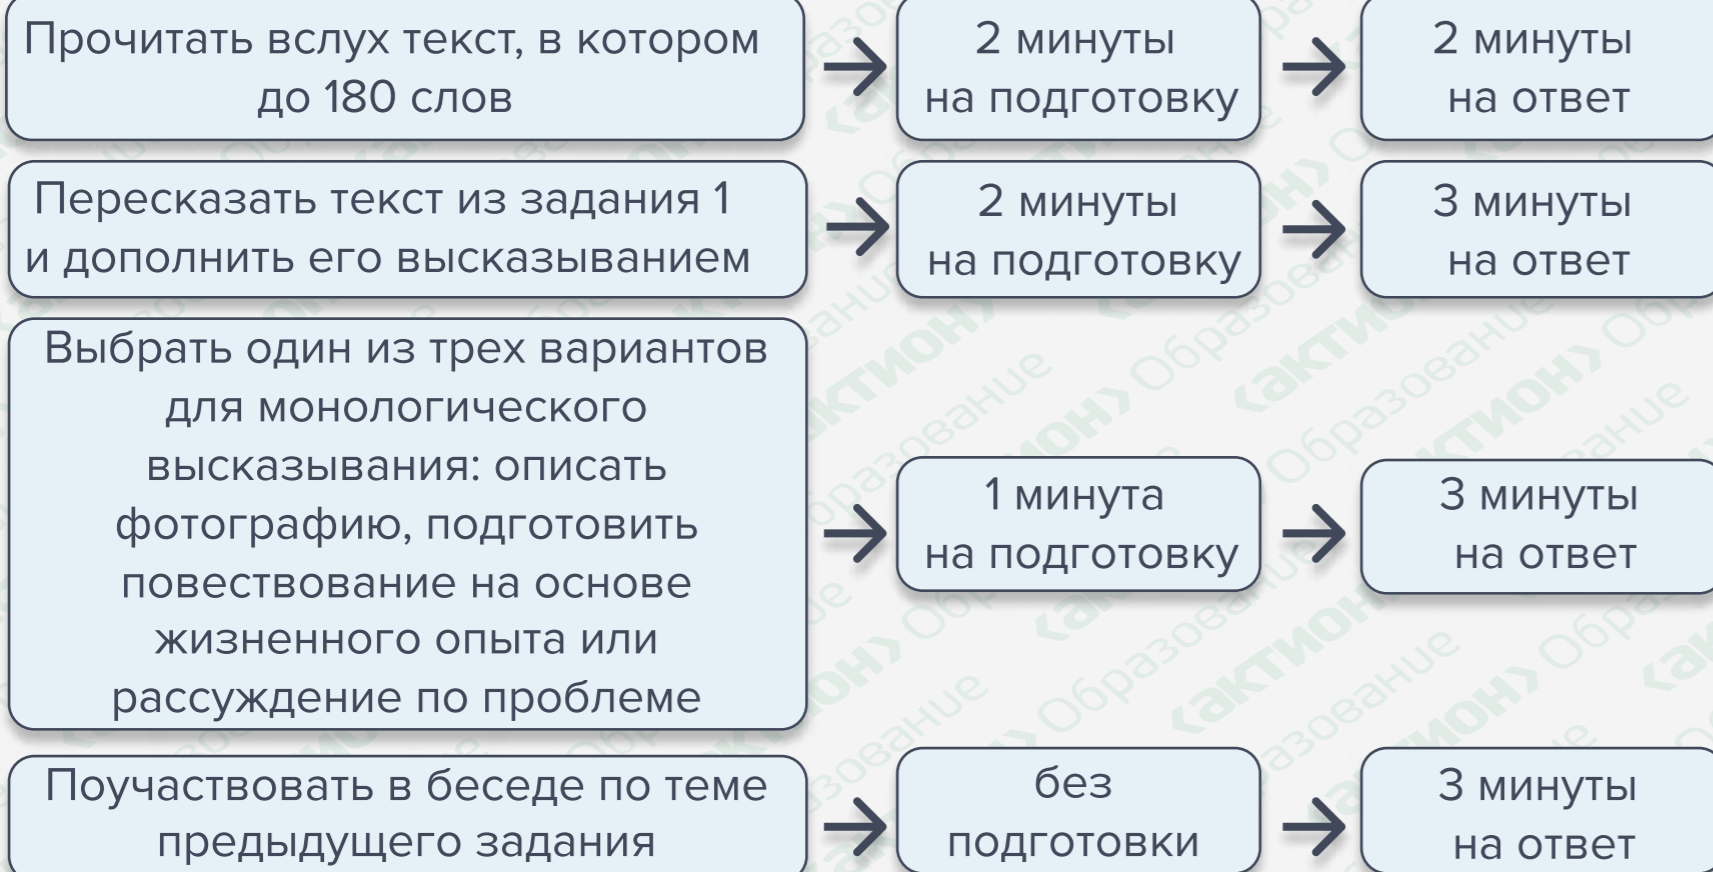 Прочитать вслух текст, в котором
до 180 слов
2 минуты
на подготовку
2 минуты
на ответ
Пересказать текст из задания 1
и дополнить его высказыванием
2 минуты
на подготовку
3 минуты
на ответ
Выбрать один из трех вариантов
для монологического
высказывания: описать
фотографию, подготовить
повествование на основе
жизненного опыта или
рассуждение по проблеме
1 минута
на подготовку
3 минуты
на ответ
Поучаствовать в беседе по теме
предыдущего задания
без
подготовки
3 минуты
на ответ